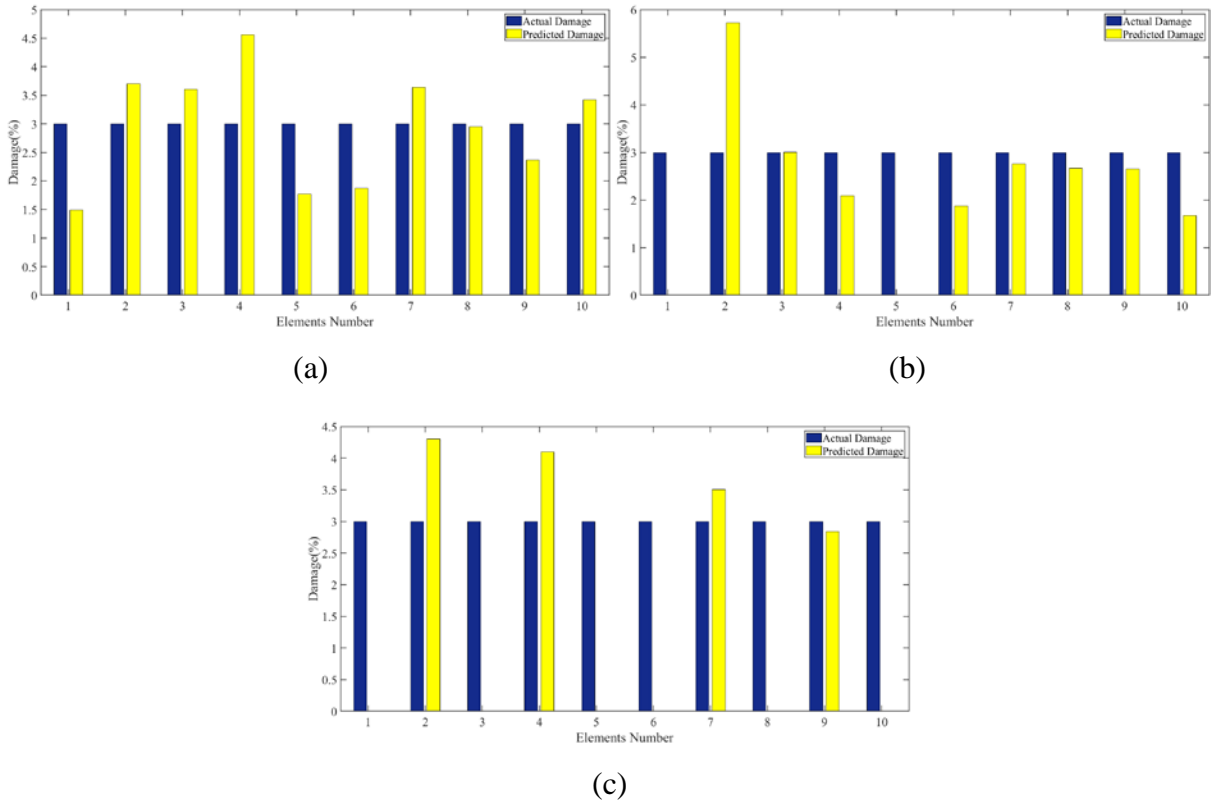 Actual Damage
Predicted Damage
5
4.5
4
3.5
3
2.5
2
1.5
1
0.5
0
Damage(%)
1 2 3 4 5 6 7 8 9 10
Elements Number
(a)
Actual Damage
Predicted Damage
6
5
4
3
2
1
0
Damage(%)
1 2 3 4 5 6 7 8 9 10
Elements Number
(b)
Actual Damage
Predicted Damage
4.5
4
3.5
3
2.5
2
1.5
1
0.5
0
Damage(%)
1 2 3 4 5 6 7 8 9 10
Elements Number
(c)